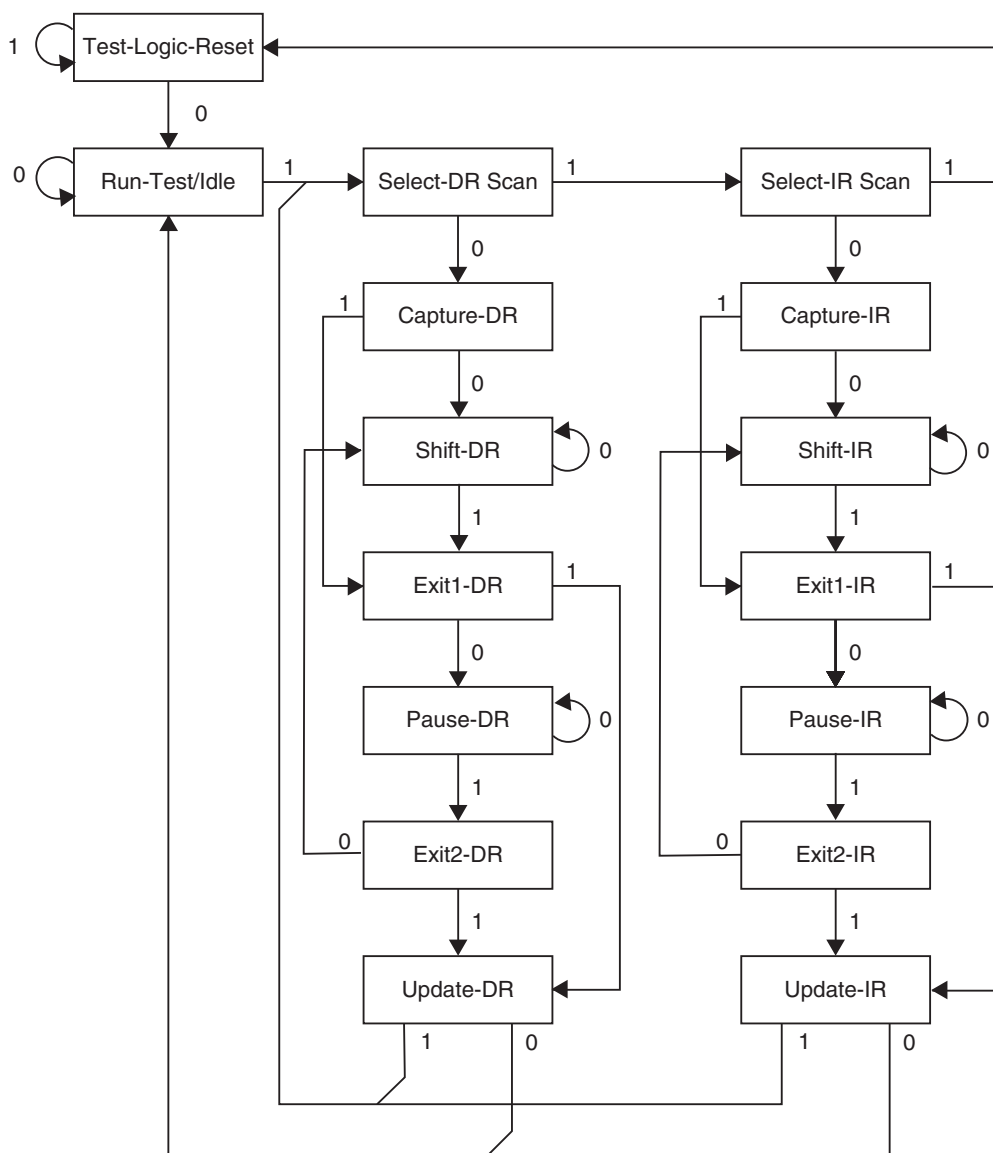 1 Test-Logic-Reset
0
0 Run-Test/Idle 1 Select-DR Scan 1 Select-IR Scan 1
0 0
1 Capture-DR 1 Capture-IR
0 0
Shift-DR 0 Shift-IR 0
1 1
Exit1-DR 1 Exit1-IR 1
0 0
Pause-DR 0 Pause-IR 0
1 1
0 Exit2-DR 0 Exit2-IR
1 1
Update-DR Update-IR
1 0 1 0